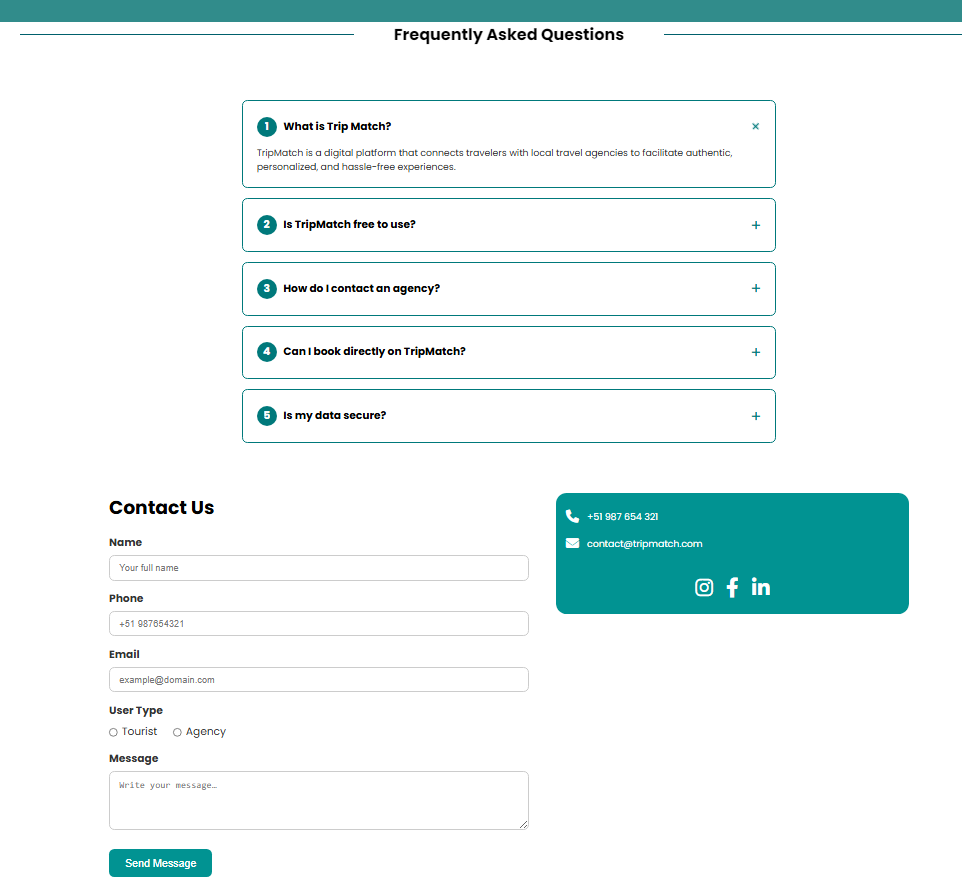 Frequently Asked Questions
1 What is Trip Match? ×
TripMatch is a digital platform that connects travelers with local travel agencies to facilitate authentic,
personalized, and hassle-free experiences.
2 Is TripMatch free to use? +
3 How do I contact an agency? +
4 Can I book directly on TripMatch? +
5 Is my data secure? +
Contact Us
Name
Your full name
Phone
+51 987654321
Email
example@domain.com
User Type
Tourist Agency
Message
Write your message…
Send Message
+51 987 654 321
contact@tripmatch.com